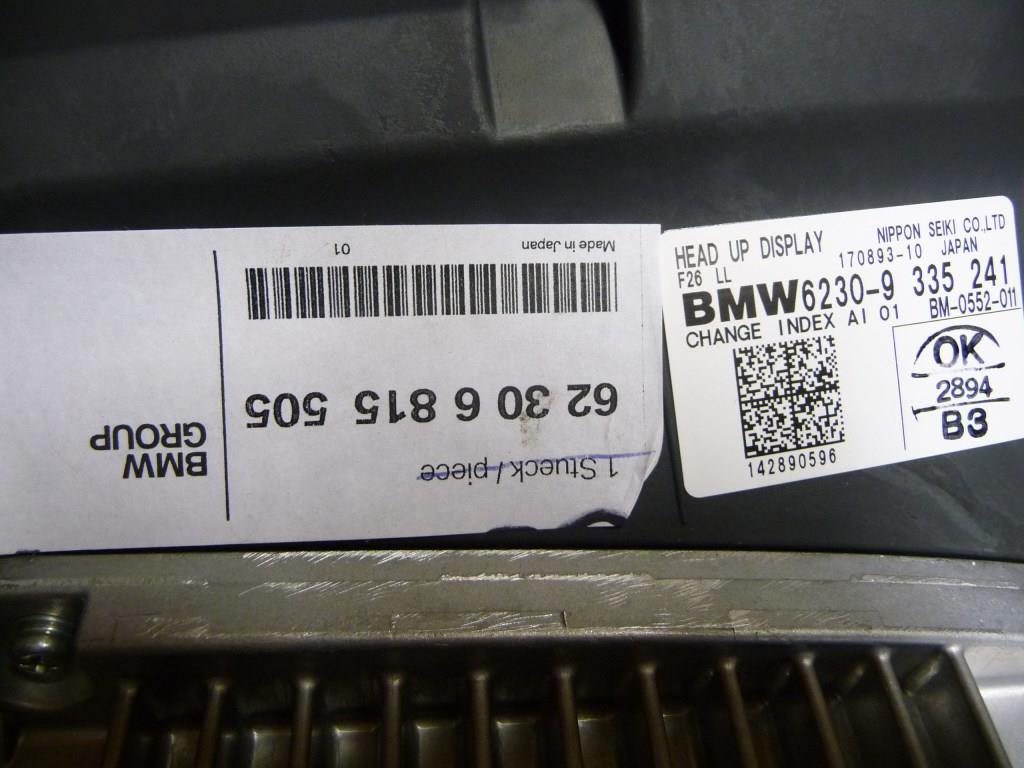 1 Stueck / piece
62 30 6 815 505
Made in Japan
01
BMW
GROUP
HEAD UP DISPLAY
NIPPON SEIKI CO.,LTD
F26 LL
170893-10 JAPAN
BMW6230-9 335 241
CHANGE INDEX AI 01
BM-0552-011
OK
2894
B3
142890596